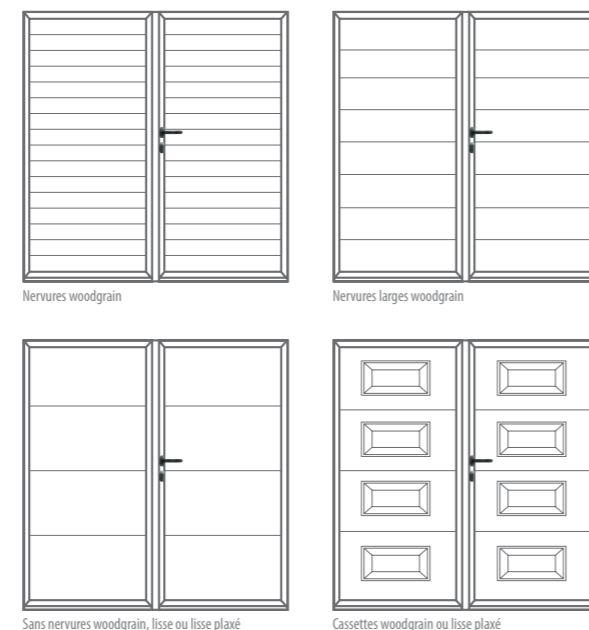 Nervures woodgrain
Nervures larges woodgrain
Sans nervures woodgrain, lisse ou lisse plaxé
Cassettes woodgrain ou lisse plaxé